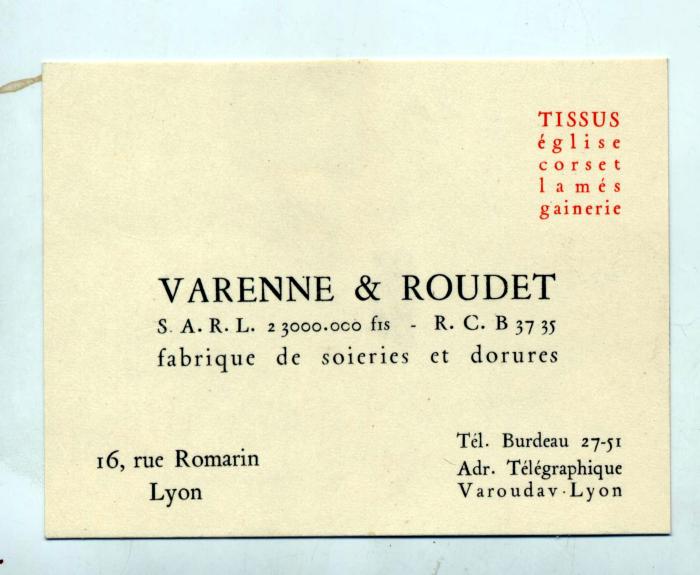 TISSUS
église
corset
lamés
gainerie
VARENNE & ROUDET
S. A. R. L. 2 3000.000 frs - R. C. B 37 35
fabrique de soieries et dorures
16, rue Romarin
Lyon
Tél. Burdeau 27-51
Adr. Télégraphique
Varoudav-Lyon